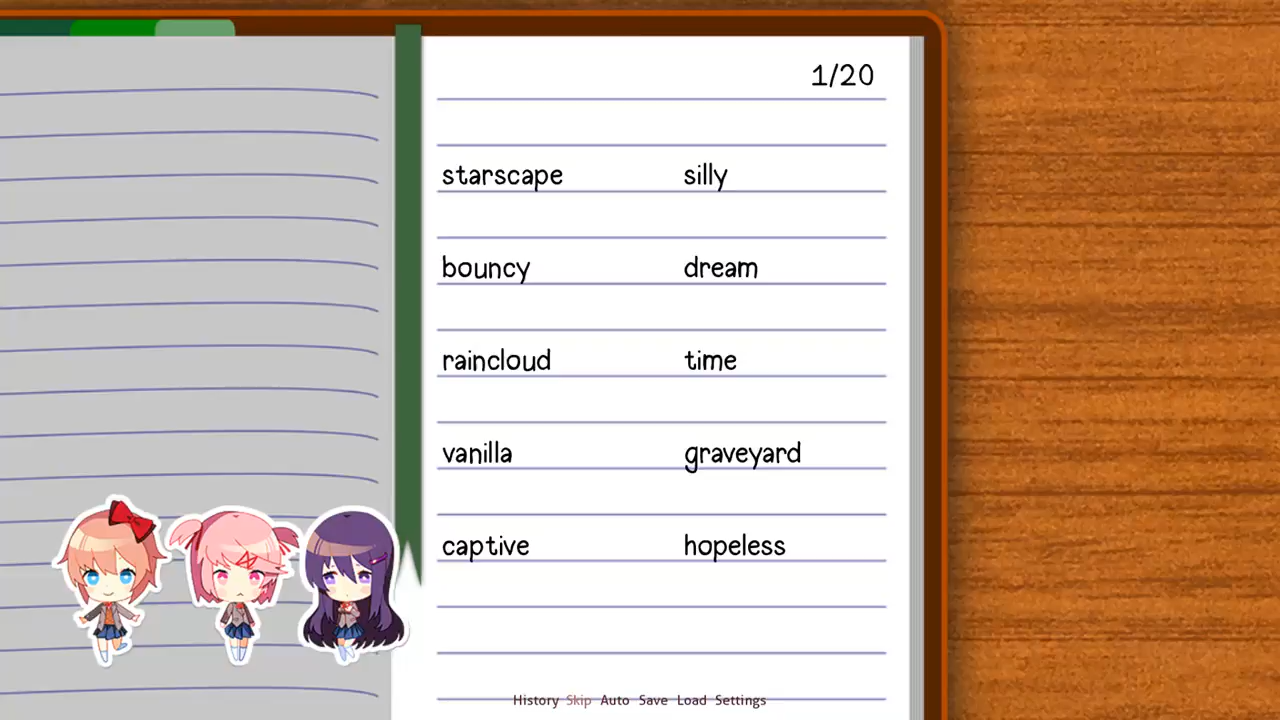 1/20
starscape silly
bouncy dream
raincloud time
vanilla graveyard
captive hopeless
History Skip Auto Save Load Settings